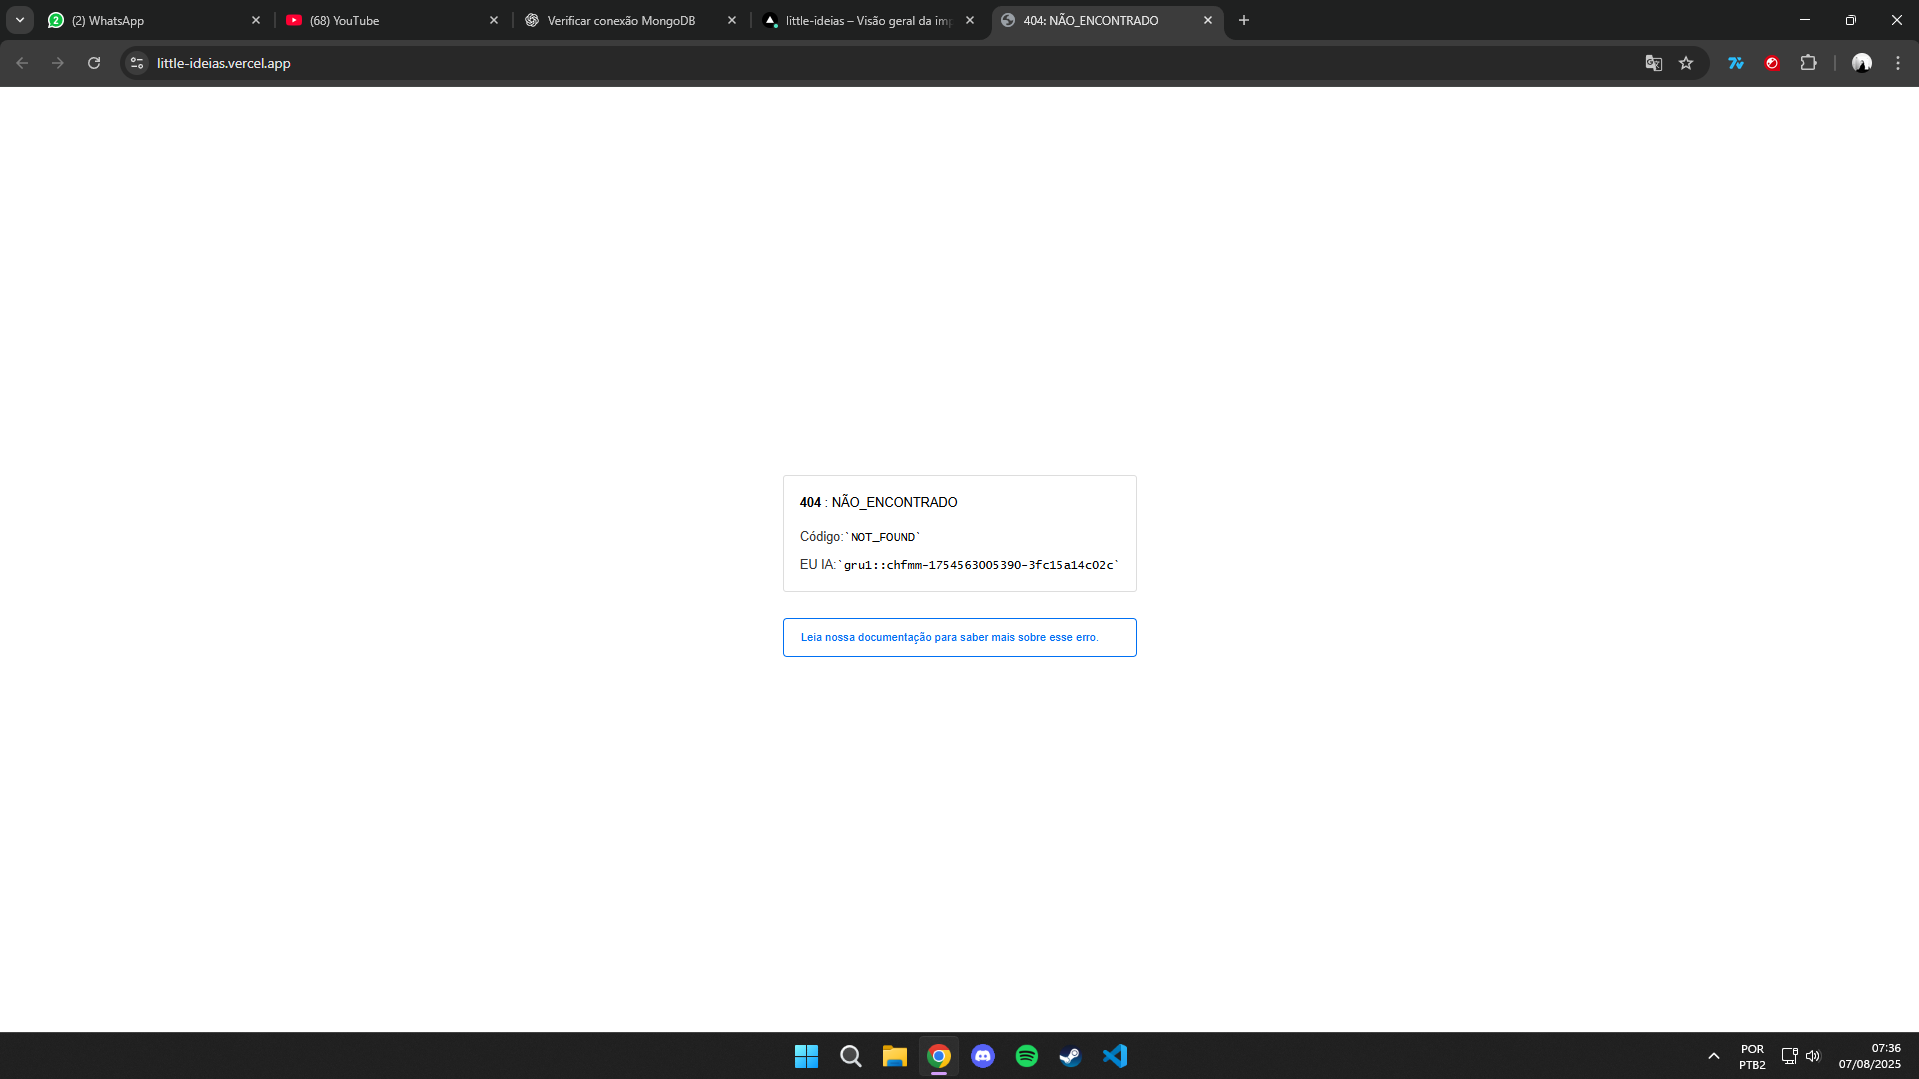 2
(2) WhatsApp
(68) YouTube
Verificar conexão MongoDB
little-ideias – Visão geral da imp
404: NÃO_ENCONTRADO
little-ideias.vercel.app
404 : NÃO_ENCONTRADO
Código:`NOT_FOUND`
EU IA:`gru1::chfmm-1754563005390-3fc15a14c02c`
Leia nossa documentação para saber mais sobre esse erro.
POR
PTB2
07:36
07/08/2025